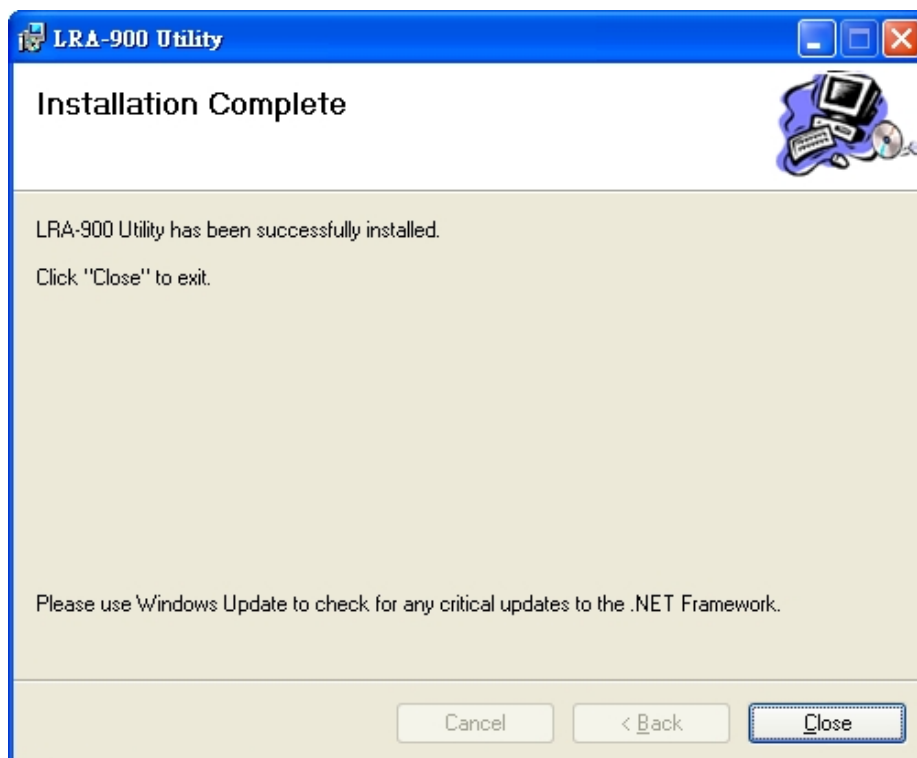 LRA-900 Utility
Installation Complete
LRA-900 Utility has been successfully installed.
Click "Close" to exit.
Please use Windows Update to check for any critical updates to the .NET Framework.
Cancel
< Back
Close